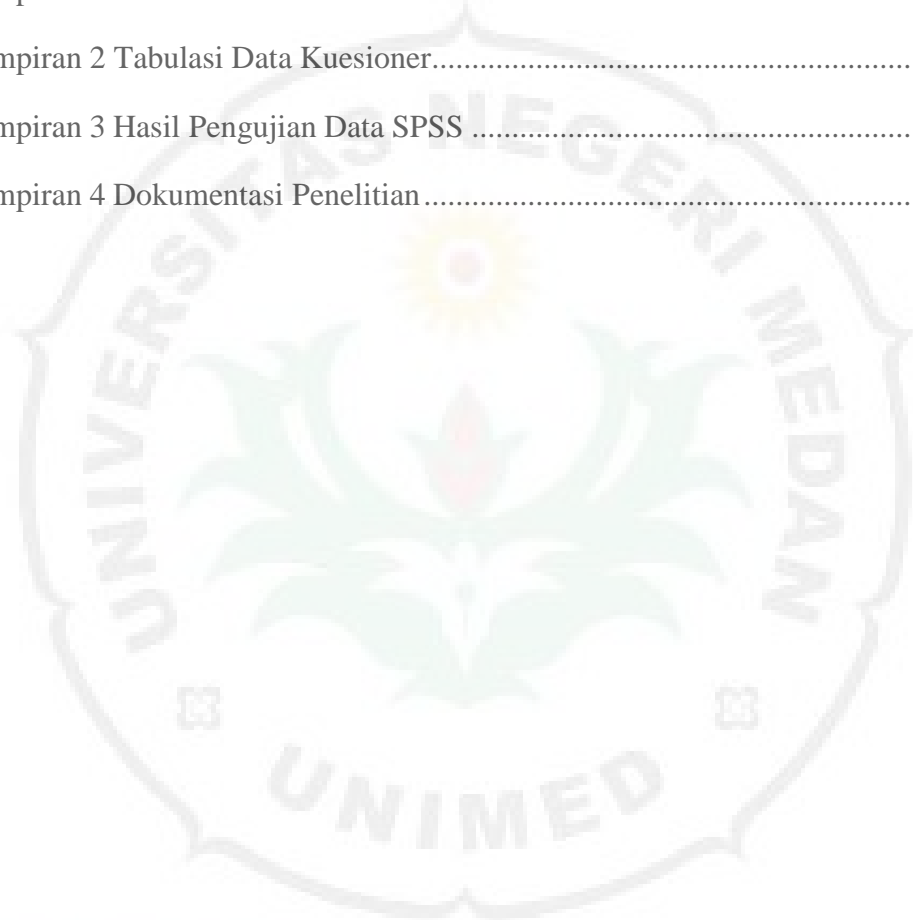 mpiran 2 Tabulasi Data Kuesioner..........................................................................
mpiran 3 Hasil Pengujian Data SPSS .....................................................................
mpiran 4 Dokumentasi Penelitian...........................................................................
UNIVERSITAS NEGERI MEDAN
UNIMED